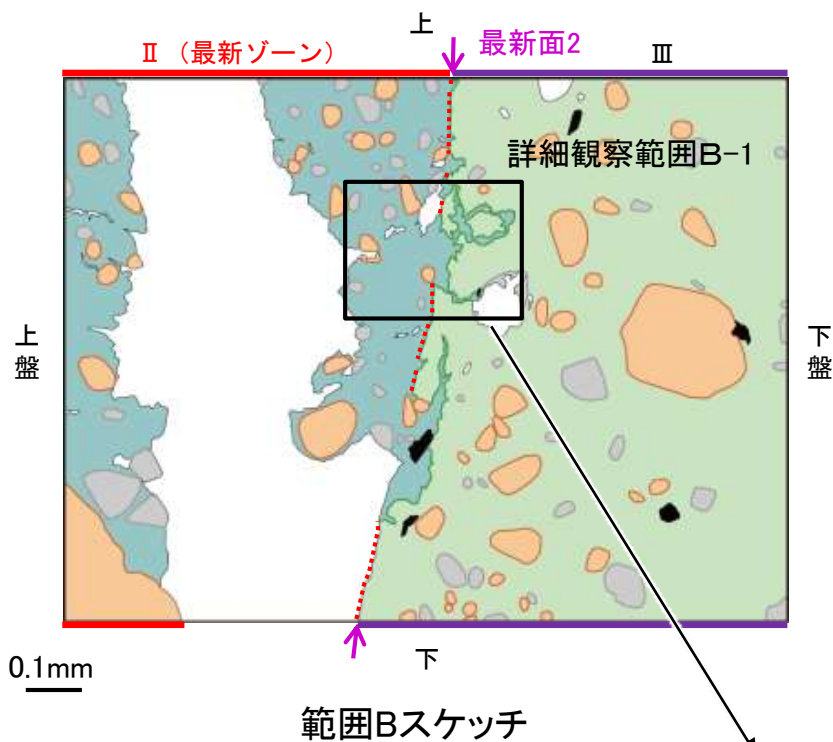 上
Ⅱ （最新ゾーン）
最新面2
Ⅲ
詳細観察範囲B-1
上盤
下盤
0.1mm
下
範囲Bスケッチ